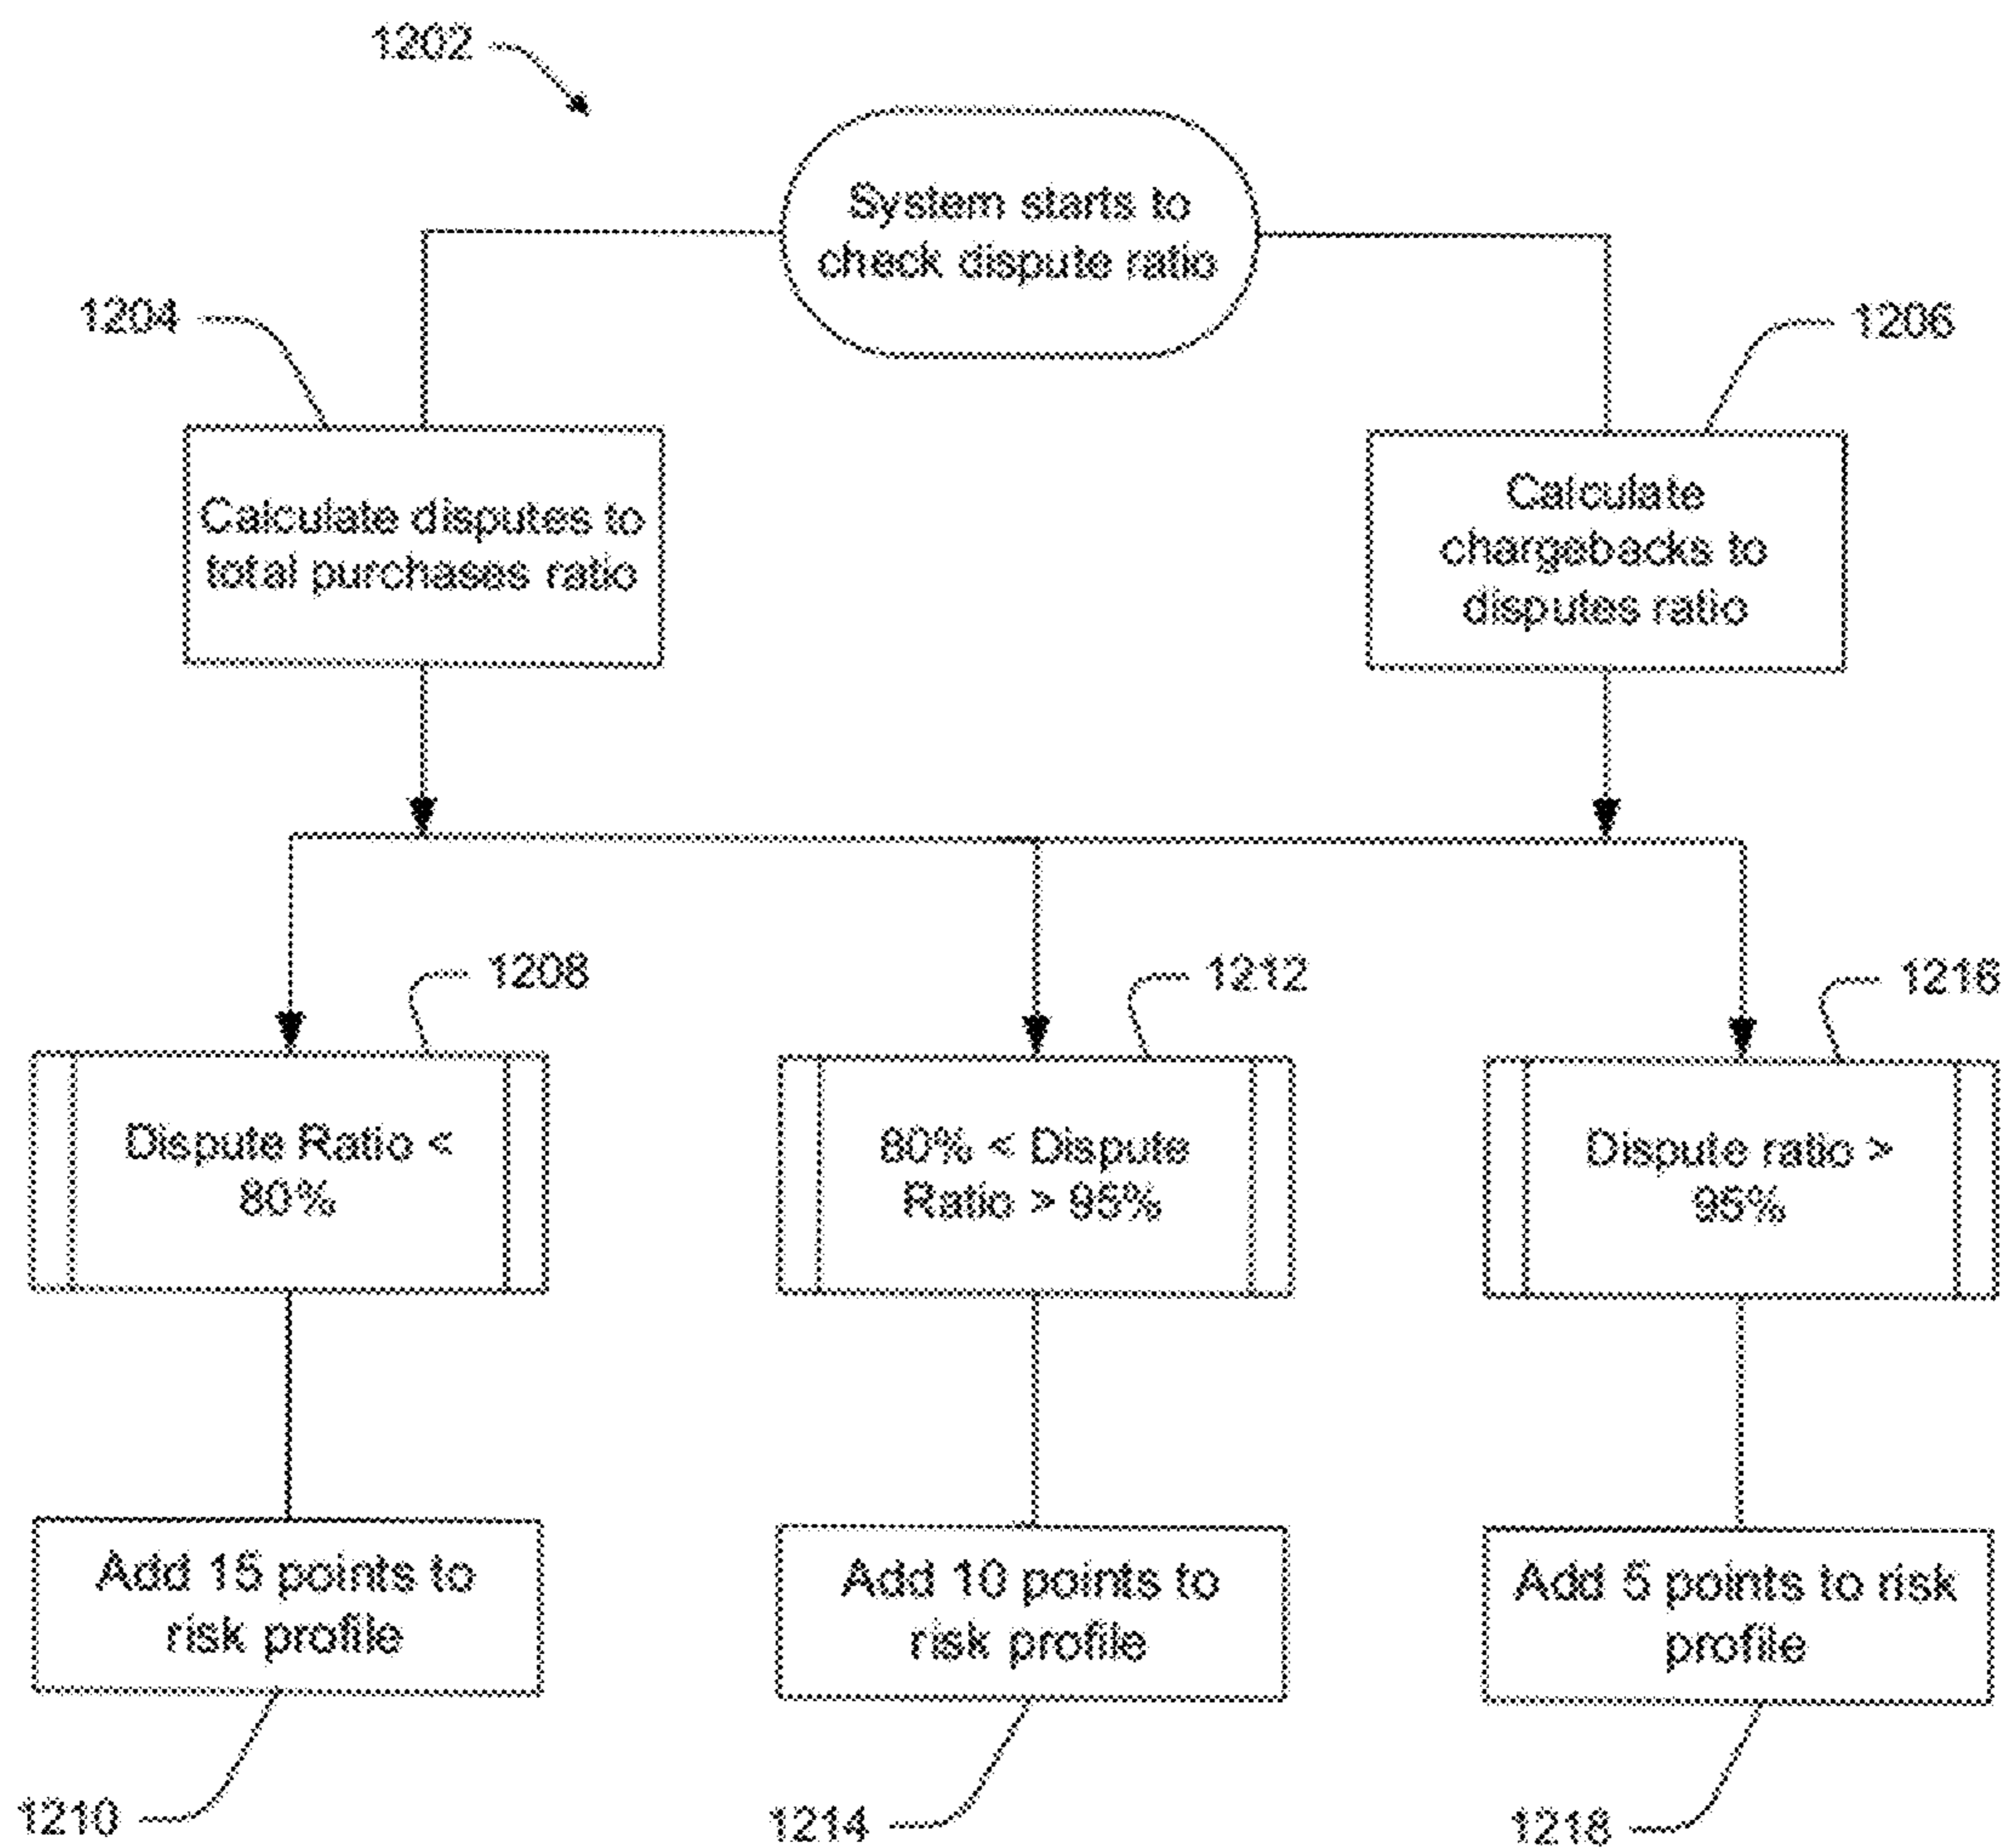 1202
System starts to
check dispute ratio
1204
1206
Calculate disputes to
total purchases ratio
Calculate
chargebacks to
disputes ratio
1208
1212
1216
Dispute Ratio <
80%
80% < Dispute
Ratio > 95%
Dispute ratio >
95%
Add 15 points to
risk profile
Add 10 points to
risk profile
Add 5 points to risk
profile
1210
1214
1218